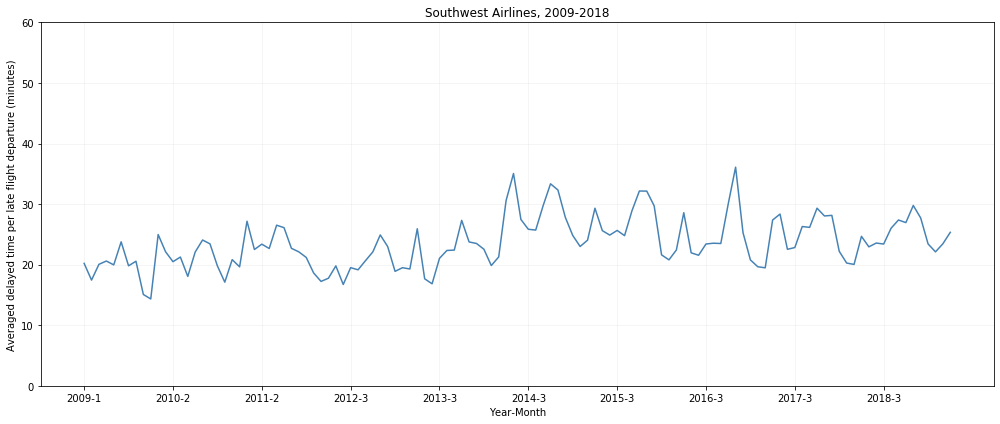 Southwest Airlines, 2009-2018
Averaged delayed time per late flight departure (minutes)
60
50
40
30
20
10
0
2009-1 2010-2 2011-2 2012-3 2013-3 2014-3 2015-3 2016-3 2017-3 2018-3
Year-Month